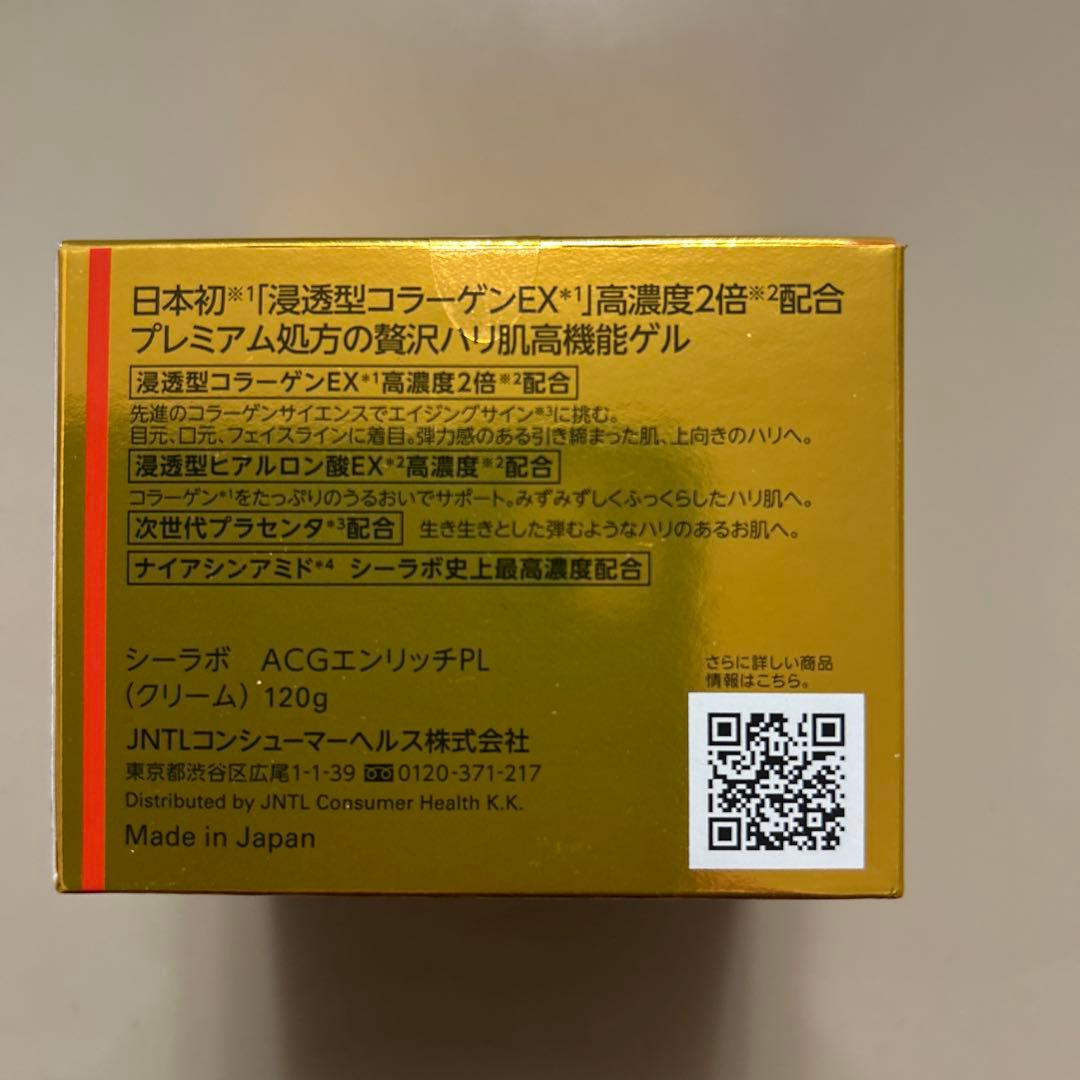 日本初※1「浸透型コラーゲンEX*1」高濃度2倍※2配合
プレミアム処方の贅沢ハリ肌高機能ゲル
浸透型コラーゲンEX*1高濃度2倍※2配合
先進のコラーゲンサイエンスでエイジングサイン※3に挑む。
目元、口元、フェイスラインに着目。弾力感のある引き締まった肌、上向きのハリへ。
浸透型ヒアルロン酸EX*2高濃度※2配合
コラーゲン*1をたっぷりのうるおいでサポート。みずみずしくふっくらしたハリ肌へ。
次世代プラセンタ*3配合 生き生きとした弾むようなハリのあるお肌へ。
ナイアシンアミド*4 シーラボ史上最高濃度配合
シーラボ ACGエンリッチPL
(クリーム) 120g
JNTLコンシューマーヘルス株式会社
東京都渋谷区広尾1-1-39 0120-371-217
Distributed by JNTL Consumer Health K.K.
Made in Japan
さらに詳しい商品
情報はこちら。